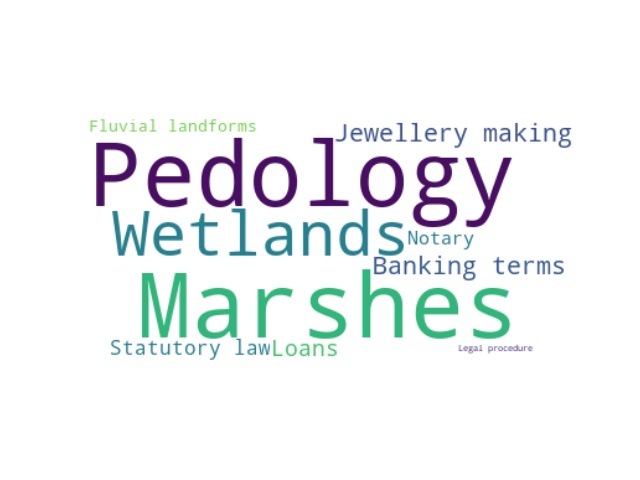 Fluvial landforms
Jewellery making
Pedology
Wetlands
Notary
Banking terms
Marshes
Statutory law
Loans
Legal procedure